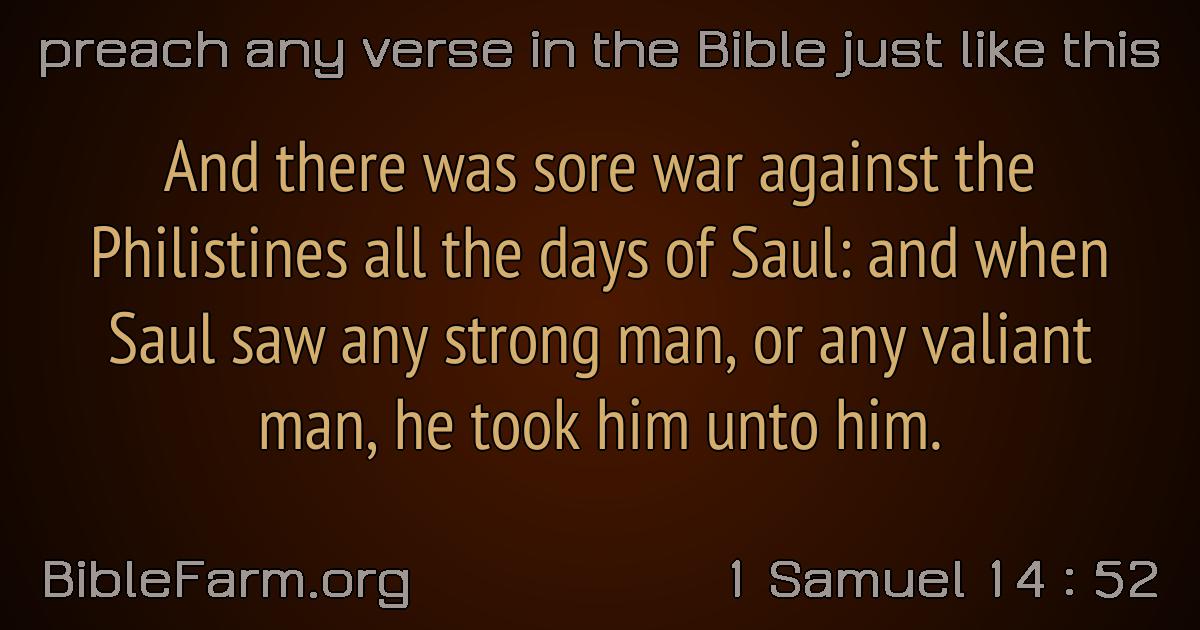 preach any verse in the Bible just like this
And there was sore war against the
Philistines all the days of Saul: and when
Saul saw any strong man, or any valiant
man, he took him unto him.
BibleFarm.org
1 Samuel 14 : 52